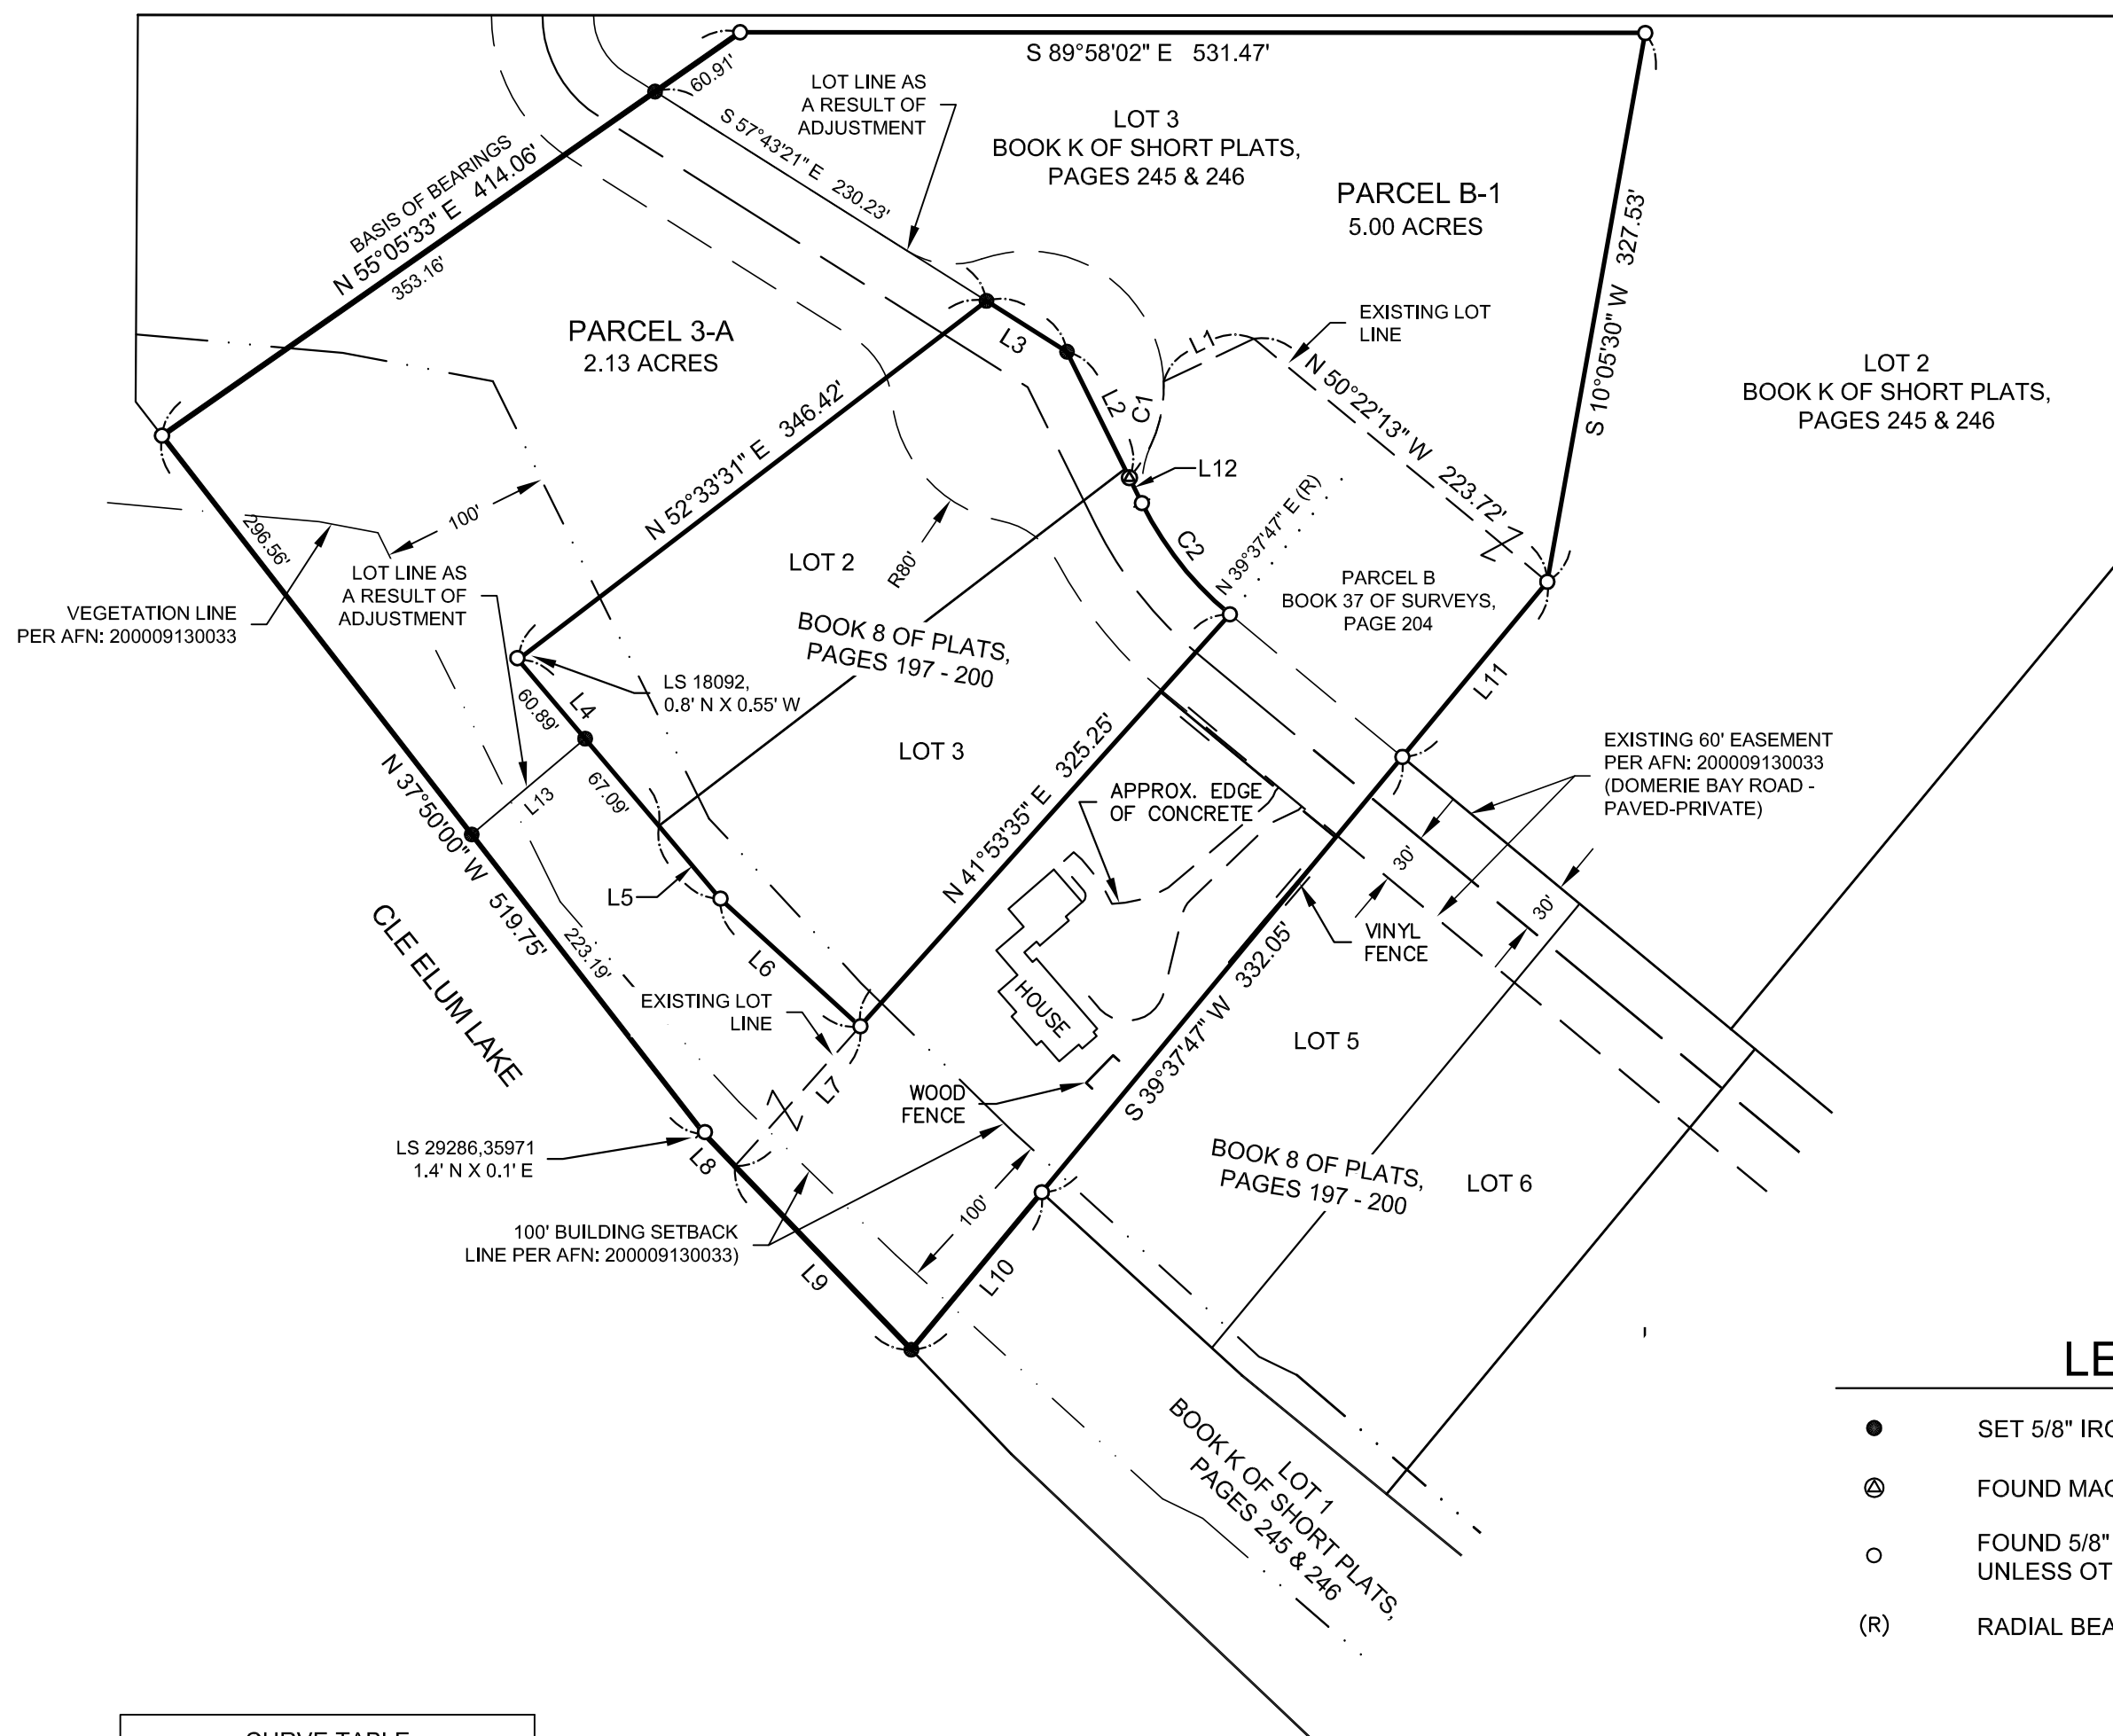 S 89°58'02" E   531.47'
60.91'
LOT LINE AS
A RESULT OF
ADJUSTMENT
S 57°43'21" E   230.23'
LOT 3
BOOK K OF SHORT PLATS,
PAGES 245 & 246
PARCEL B-1
5.00 ACRES
BASIS OF BEARINGS
N 55°05'33" E   414.06'
353.16'
S 10°05'30" W   327.53'
PARCEL 3-A
2.13 ACRES
EXISTING LOT
LINE
L1
L3
L2
C1
N 50°22'13" W   223.72'
LOT 2
BOOK K OF SHORT PLATS,
PAGES 245 & 246
N 52°33'31" E   346.42'
L12
N 39°37'47" E (R)
C2
100'
296.56'
LOT 2
R80'
VEGETATION LINE
PER AFN: 200009130033
LOT LINE AS
A RESULT OF
ADJUSTMENT
PARCEL B
BOOK 37 OF SURVEYS,
PAGE 204
BOOK 8 OF PLATS,
PAGES 197 - 200
LS 18092,
0.8' N X 0.55' W
60.89'
L4
L11
LOT 3
N 41°53'35" E   325.25'
EXISTING 60' EASEMENT
PER AFN: 200009130033
(DOMERIE BAY ROAD -
PAVED-PRIVATE)
APPROX. EDGE
OF CONCRETE
67.09'
L13
N 37°50'00" W   519.75'
30'
30'
L5
CLE ELUM LAKE
223.19'
L6
VINYL
FENCE
S 39°37'47" W   332.05'
EXISTING LOT
LINE
HOUSE
LOT 5
L7
WOOD
FENCE
LS 29286,35971
1.4' N X 0.1' E
L8
BOOK 8 OF PLATS,
PAGES 197 - 200
LOT 6
100'
100' BUILDING SETBACK
LINE PER AFN: 200009130033)
L9
L10
LOT 1
BOOK K OF SHORT PLATS,
PAGES 245 & 246
LE
SET 5/8" IRO
FOUND MAG
FOUND 5/8"
UNLESS OT
(R)
RADIAL BEA
CURVE TABLE